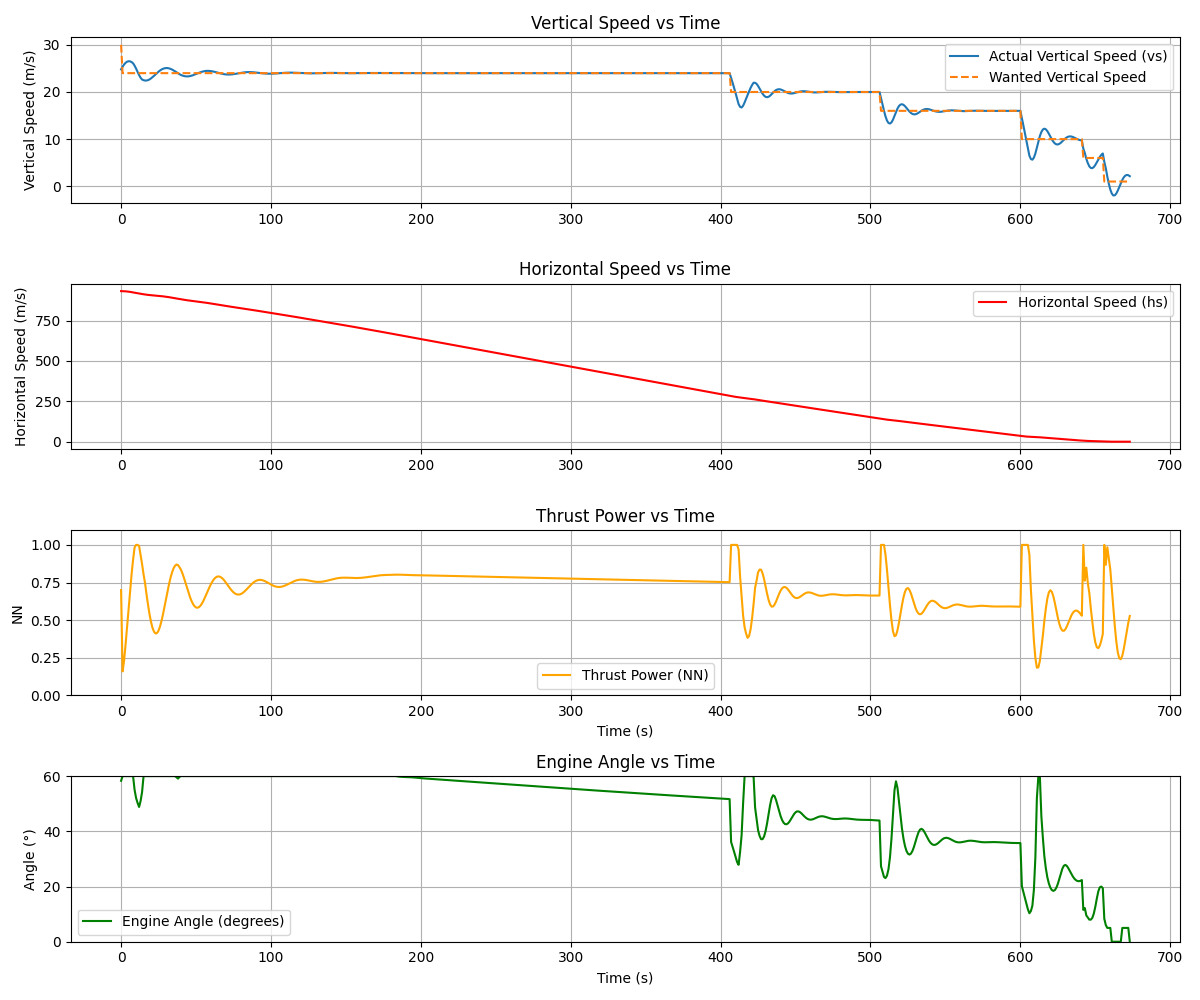 Vertical Speed vs Time
Vertical Speed (m/s)
30
20
10
0
Actual Vertical Speed (vs)
Wanted Vertical Speed
0 100 200 300 400 500 600 700
Horizontal Speed vs Time
Horizontal Speed (m/s)
750
500
250
0
Horizontal Speed (hs)
0 100 200 300 400 500 600 700
Thrust Power vs Time
NN
1.00
0.75
0.50
0.25
0.00
Thrust Power (NN)
0 100 200 300 400 500 600 700
Time (s)
Engine Angle vs Time
Angle (°)
60
40
20
0
Engine Angle (degrees)
0 100 200 300 400 500 600 700
Time (s)